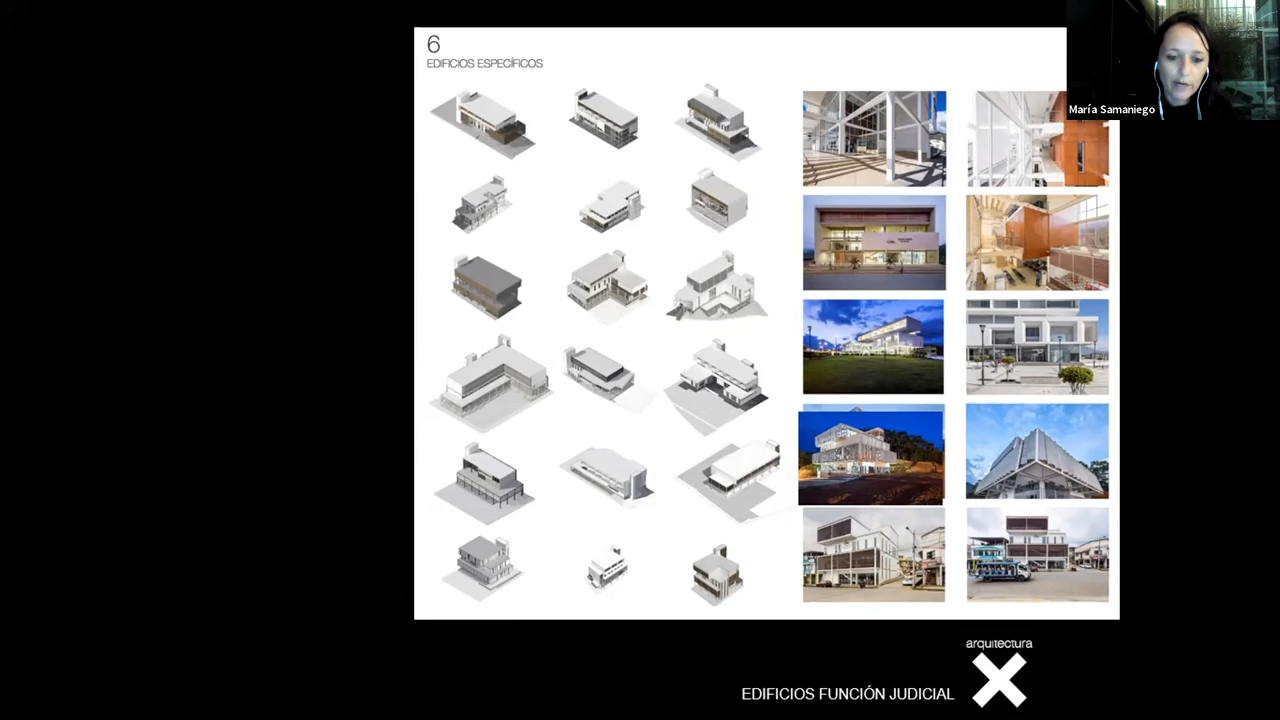 6
EDIFICIOS ESPECÍFICOS
María Samaniego
arquitectura
X
EDIFICIOS FUNCIÓN JUDICIAL